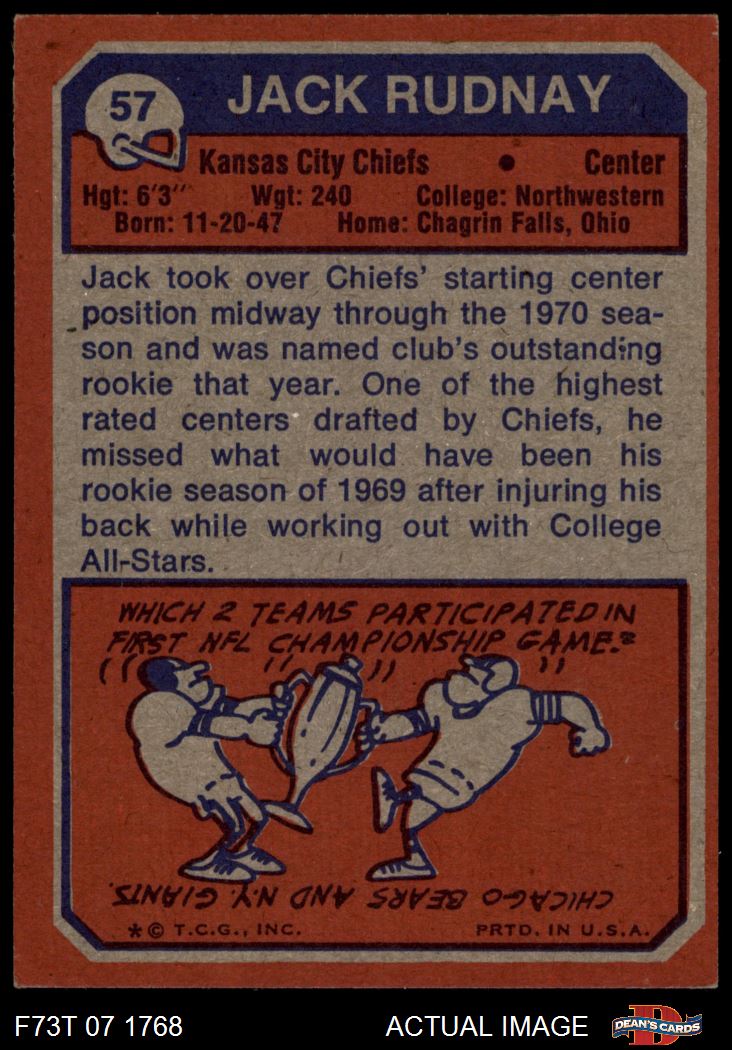 57
JACK RUDNAY
Kansas City Chiefs • Center
Hgt: 6'3" Wgt: 240 College: Northwestern
Born: 11-20-47 Home: Chagrin Falls, Ohio
Jack took over Chiefs' starting center
position midway through the 1970 sea-
son and was named club's outstanding
rookie that year. One of the highest
rated centers drafted by Chiefs, he
missed what would have been his
rookie season of 1969 after injuring his
back while working out with College
All-Stars.
WHICH 2 TEAMS PARTICIPATED IN
FIRST NFL CHAMPIONSHIP GAME?
CHICAGO BEARS AND N.Y. GIANTS.
*© T.C.G., INC. PRTD. IN U.S.A.
F73T 07 1768 ACTUAL IMAGE DEAN'S CARDS